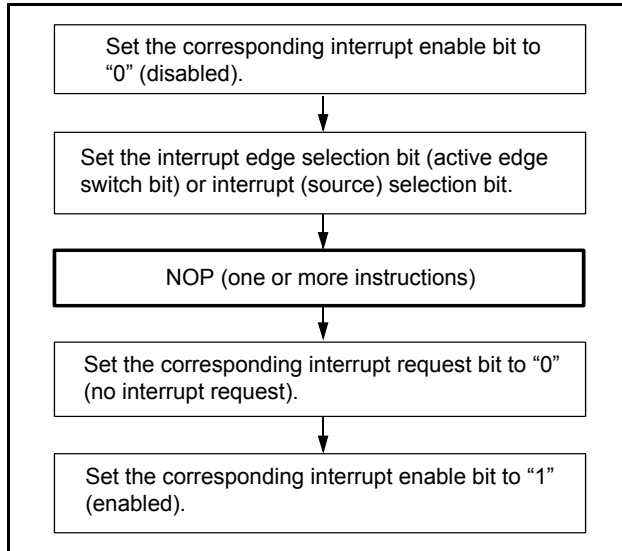 Set the corresponding interrupt enable bit to
“0” (disabled).
Set the interrupt edge selection bit (active edge
switch bit) or interrupt (source) selection bit.
NOP (one or more instructions)
Set the corresponding interrupt request bit to “0”
(no interrupt request).
Set the corresponding interrupt enable bit to “1”
(enabled).